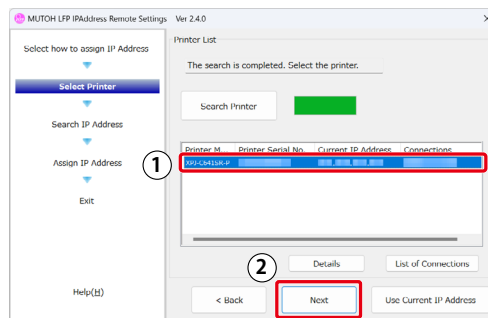 MUTOH LFP IPAddress Remote Settings Ver 2.4.0
Select how to assign IP Address
Select Printer
Search IP Address
Assign IP Address
Exit
Help(H)
Printer List
The search is completed. Select the printer.
Search Printer
Printer M... Printer Serial No. Current IP Address Connections
1
XPJ-C641SR-P
Details
List of Connections
2
< Back
Next
Use Current IP Address